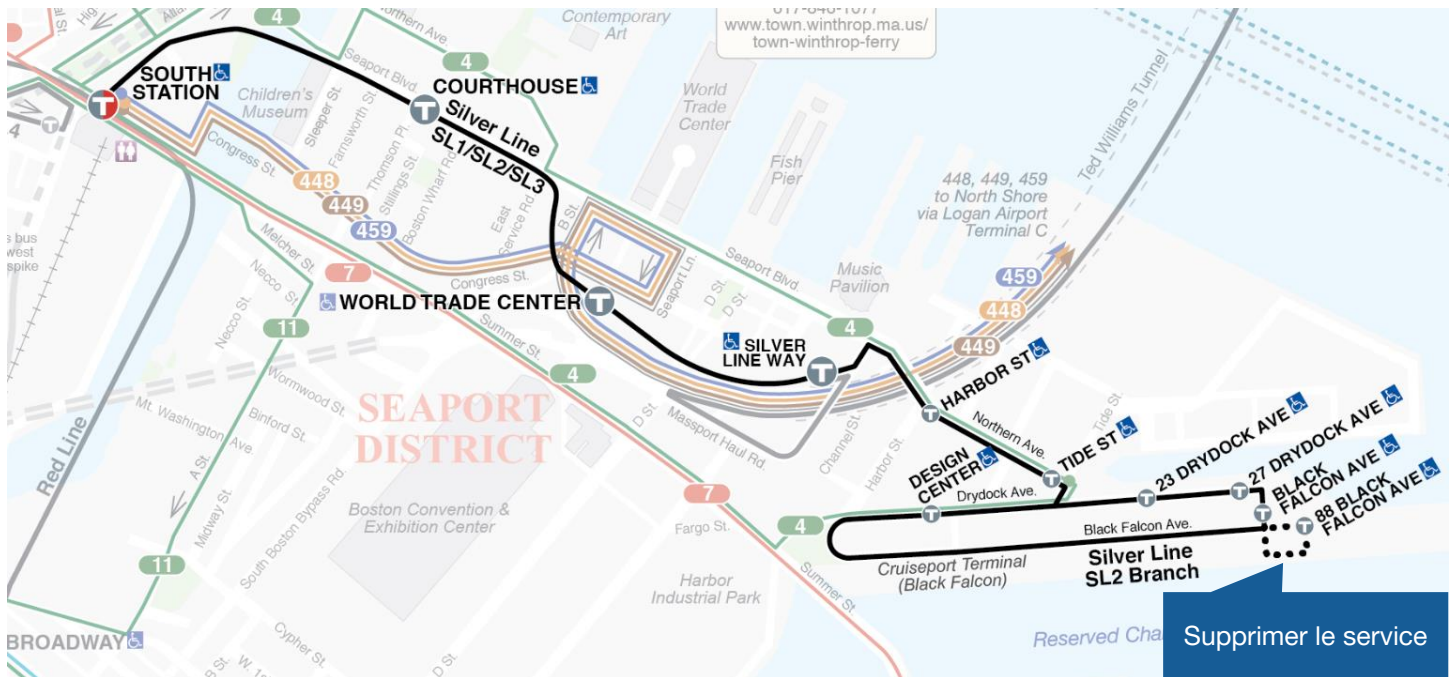 Northern Ave.
4
Contemporary
Art
617-846-1077
www.town.winthrop.ma.us/
town-winthrop-ferry
Seaport Blvd
4
SOUTH
STATION
T
COURTHOUSE
T
Silver Line
SL1/SL2/SL3
Children's
Museum
Sleeper St.
Farnsworth St.
Thomson Pl.
Stillings St.
Boston Wharf Rd
East
Service Rd
B St.
World
Trade
Center
Fish
Pier
Ted Williams Tunnel
448, 449, 459
to North Shore
via Logan Airport
Terminal C
Congress St.
448
449
459
T
Melcher St.
7
Congress St.
Seaport Ln.
Seaport Blvd
D St.
D St.
Music
Pavilion
459
448
449
s bus
west
spike
Necco St.
Necco St.
11
WORLD TRADE CENTER
T
Summer St.
4
SILVER
LINE WAY
T
4
HARBOR ST
T
Red Line
Wormwood St.
Mt. Washington Ave.
Binford St.
A St.
Midway St.
South Boston Bypass Rd
SEAPORT
DISTRICT
Boston Convention &
Exhibition Center
D St.
Massport Haul Rd.
Channel St.
Harbor St.
Northern Ave.
Tide St.
TIDE ST
T
DESIGN
CENTER
T
Drydock Ave.
23 DRYDOCK AVE
T
27 DRYDOCK AVE
T
BLACK
FALCON AVE
T
88 BLACK
FALCON AVE
T
7
Fargo St.
4
Black Falcon Ave.
Silver Line
SL2 Branch
Cruiseport Terminal
(Black Falcon)
11
Harbor
Industrial Park
Summer St
BROADWAY
Cypher St.
B St.
D St.
Reserved Cha
Supprimer le service